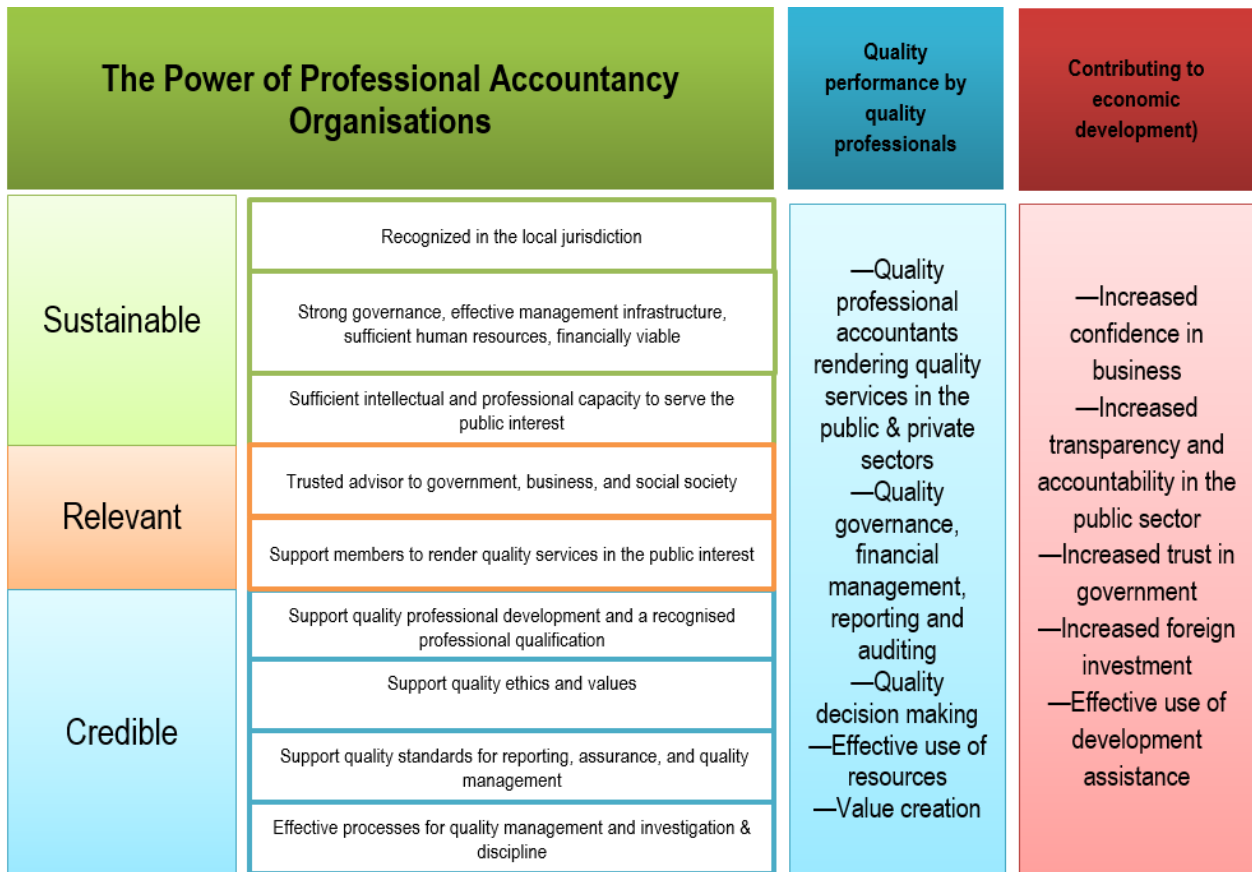 The Power of Professional Accountancy
Organisations
Quality
performance by
quality
professionals
Contributing to
economic
development)
Sustainable
Recognized in the local jurisdiction
Strong governance, effective management infrastructure,
sufficient human resources, financially viable
Sufficient intellectual and professional capacity to serve the
public interest
Relevant
Trusted advisor to government, business, and social society
Support members to render quality services in the public interest
Credible
Support quality professional development and a recognised
professional qualification
Support quality ethics and values
Support quality standards for reporting, assurance, and quality
management
Effective processes for quality management and investigation &
discipline
—Quality
professional
accountants
rendering quality
services in the
public & private
sectors
—Quality
governance,
financial
management,
reporting and
auditing
—Quality
decision making
—Effective use of
resources
—Value creation
—Increased
confidence in
business
—Increased
transparency and
accountability in the
public sector
—Increased trust in
government
—Increased foreign
investment
—Effective use of
development
assistance